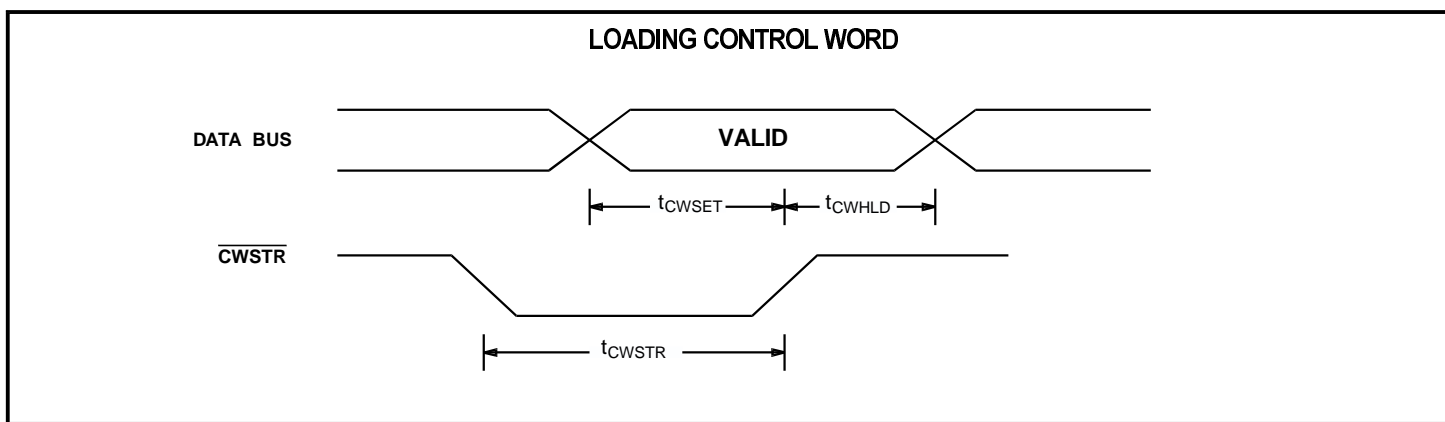 LOADING CONTROL WORD
DATA BUS
VALID
tCWSET
tCWHLD
CWSTR
tCWSTR